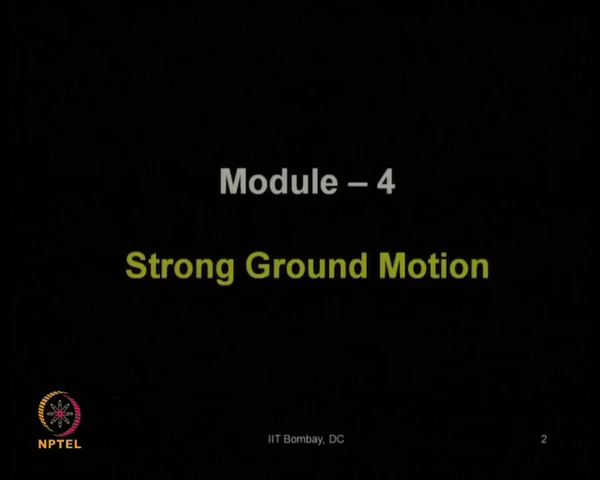 Module – 4
Strong Ground Motion
NPTEL
IIT Bombay, DC
2